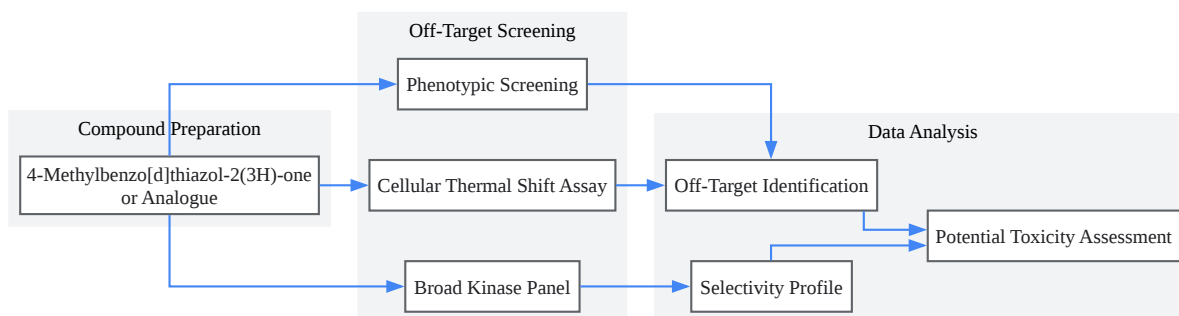 Off-Target Screening
Phenotypic Screening
Compound Preparation
Data Analysis
4-Methylbenzo[d]thiazol-2(3H)-one
or Analogue
Cellular Thermal Shift Assay
Off-Target Identification
Potential Toxicity Assessment
Broad Kinase Panel
Selectivity Profile